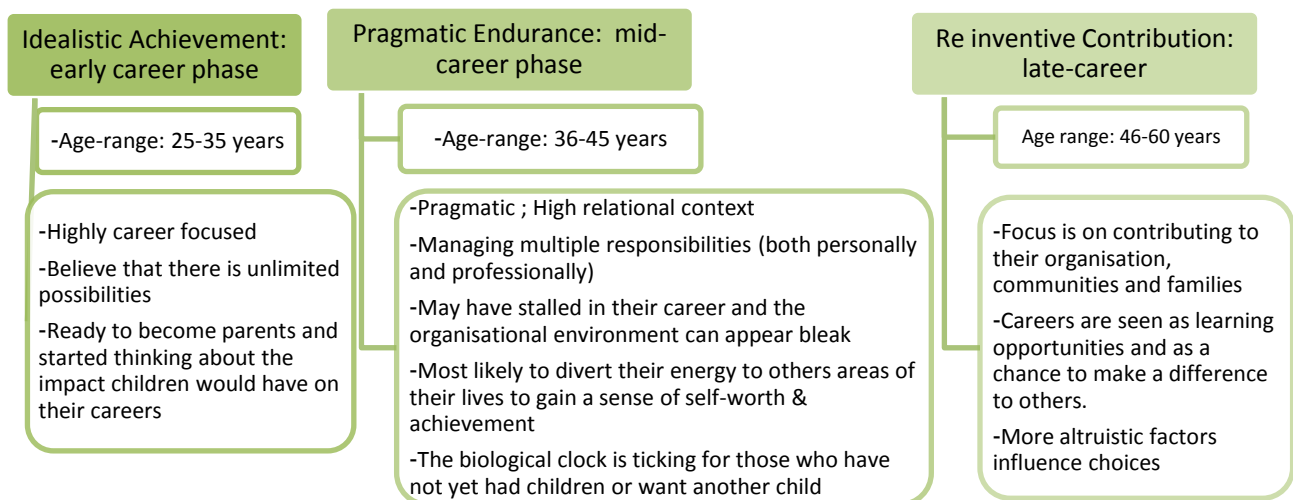 Idealistic Achievement:
early career phase
-Age-range: 25-35 years
-Highly career focused
-Believe that there is unlimited
possibilities
-Ready to become parents and
started thinking about the
impact children would have on
their careers
Pragmatic Endurance:  mid-
career phase
-Age-range: 36-45 years
-Pragmatic ; High relational context
-Managing multiple responsibilities (both personally
and professionally)
-May have stalled in their career and the
organisational environment can appear bleak
-Most likely to divert their energy to others areas of
their lives to gain a sense of self-worth &
achievement
-The biological clock is ticking for those who have
not yet had children or want another child
Re inventive Contribution:
late-career
Age range: 46-60 years
-Focus is on contributing to
their organisation,
communities and families
-Careers are seen as learning
opportunities and as a
chance to make a difference
to others.
-More altruistic factors
influence choices